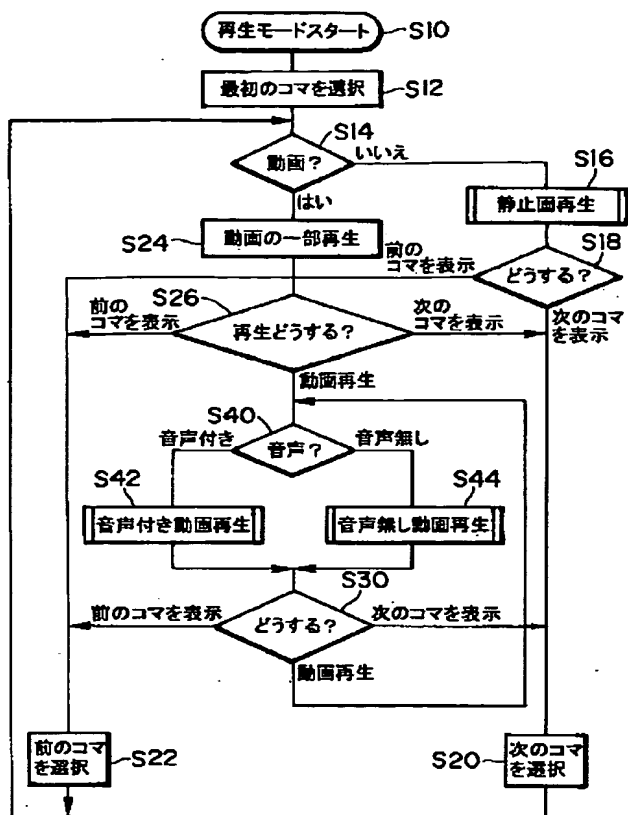 再生モードスタート
S10
最初のコマを選択
S12
S14
動画?
いいえ
はい
S16
静止画再生
S24
動画の一部再生
S18
前の
コマを表示
どうする?
S26
前の
コマを表示
再生どうする?
次の
コマを表示
次のコマ
を表示
動画再生
S40
音声付き
音声?
音声無し
S42
音声付き動画再生
S44
音声無し動画再生
S30
前のコマを表示
どうする?
次のコマを表示
動画再生
前のコマ
を選択
S22
S20
次のコマ
を選択